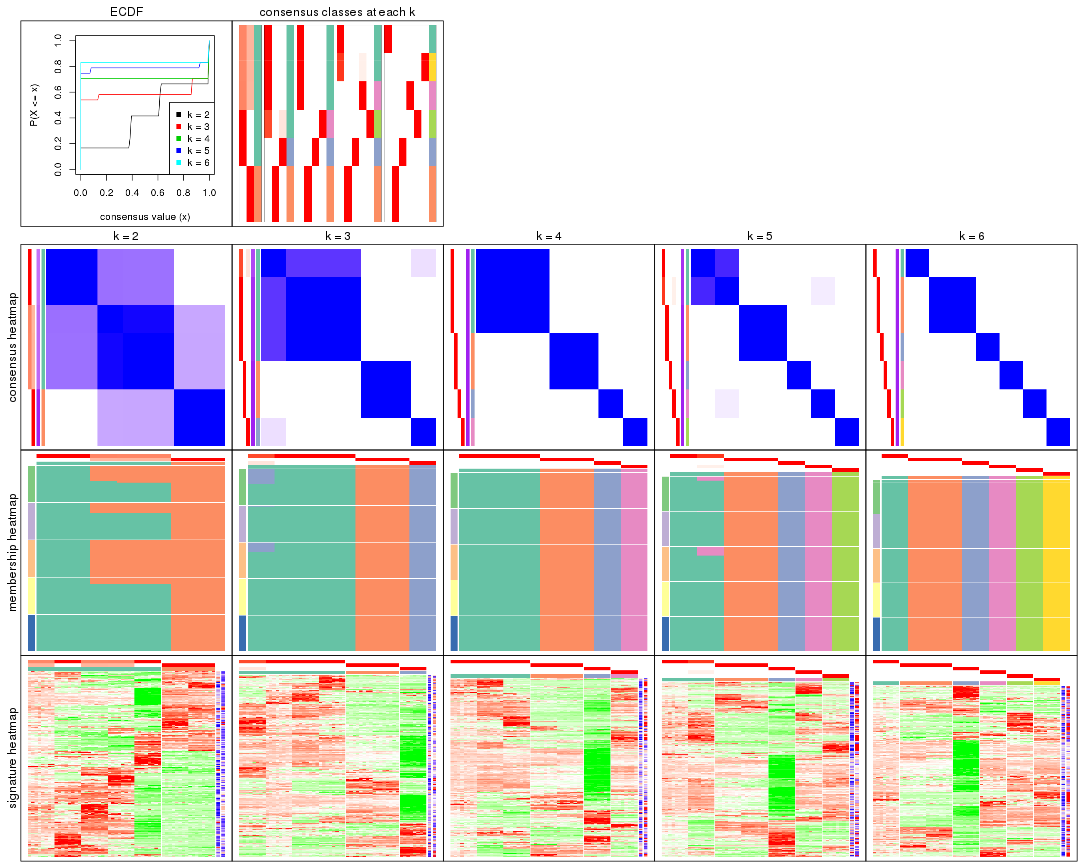 ECDF
consensus classes at each k
P(X <= x)
0.0 0.2 0.4 0.6 0.8 1.0
k = 2
k = 3
k = 4
k = 5
k = 6
0.0 0.2 0.4 0.6 0.8 1.0
consensus value (x)
k = 2 k = 3 k = 4 k = 5 k = 6
consensus heatmap
membership heatmap
signature heatmap